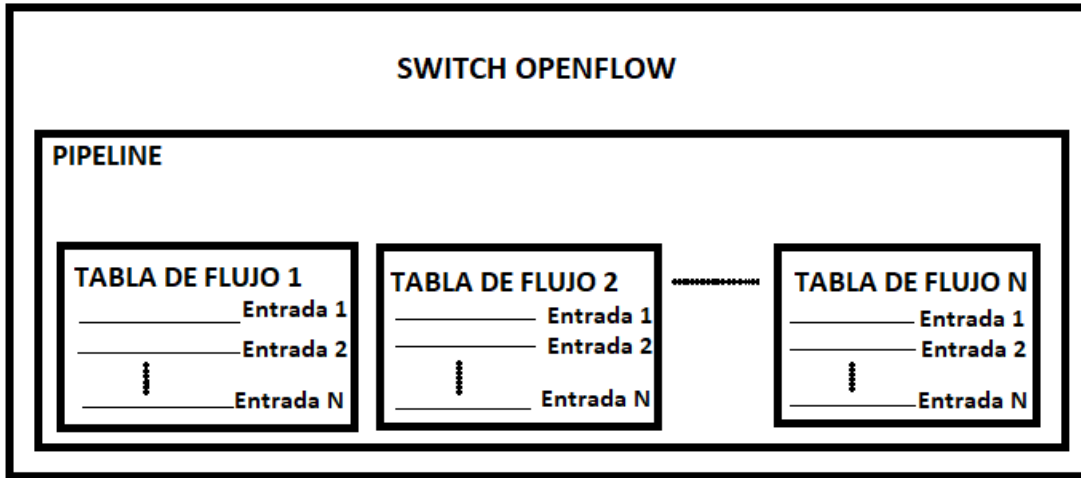 SWITCH OPENFLOW
PIPELINE
TABLA DE FLUJO 1
Entrada 1
Entrada 2
Entrada N
TABLA DE FLUJO 2
Entrada 1
Entrada 2
Entrada N
TABLA DE FLUJO N
Entrada 1
Entrada 2
Entrada N